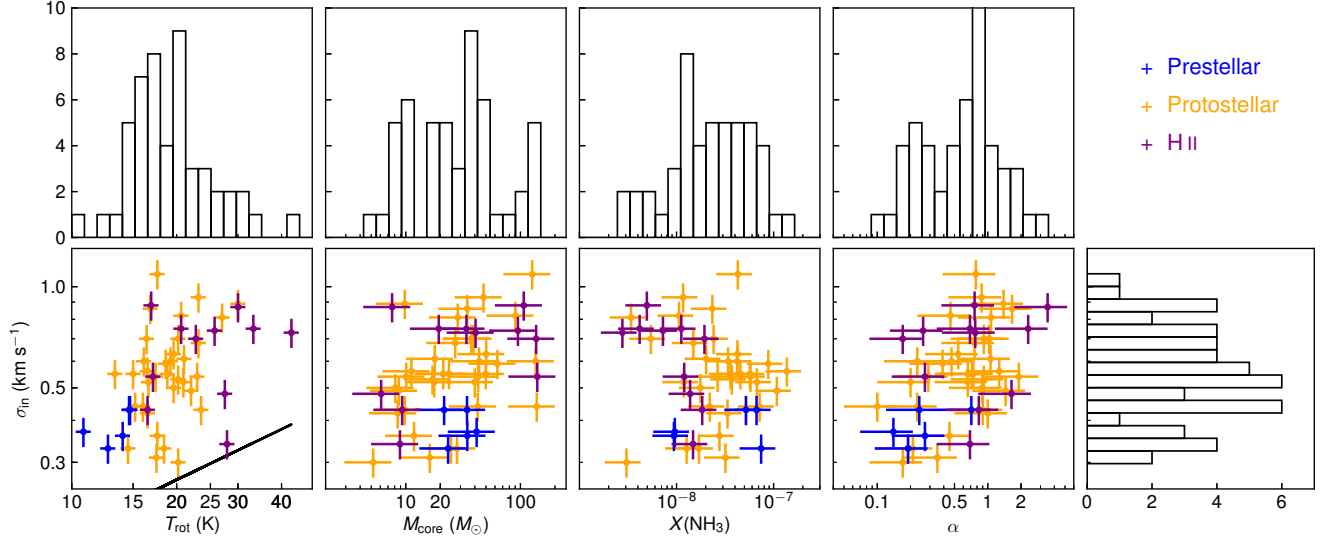 10
8
6
4
2
0
+ Prestellar
+ Protostellar
+ H II
1.0
0.5
0.3
σin (km s⁻¹)
10 15 20 25 30 30 40
10 20 100
10⁻⁸ 10⁻⁷
0.1 0.5 1 2
0 2 4 6
Trot (K)
Mcore (M⊙)
X(NH₃)
α